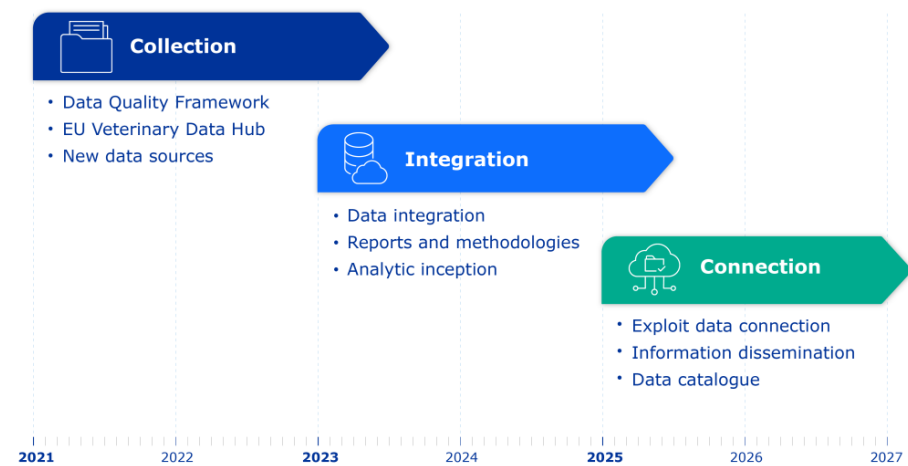 Collection
• Data Quality Framework
• EU Veterinary Data Hub
• New data sources
Integration
• Data integration
• Reports and methodologies
• Analytic inception
Connection
• Exploit data connection
• Information dissemination
• Data catalogue
2021 2022 2023 2024 2025 2026 2027